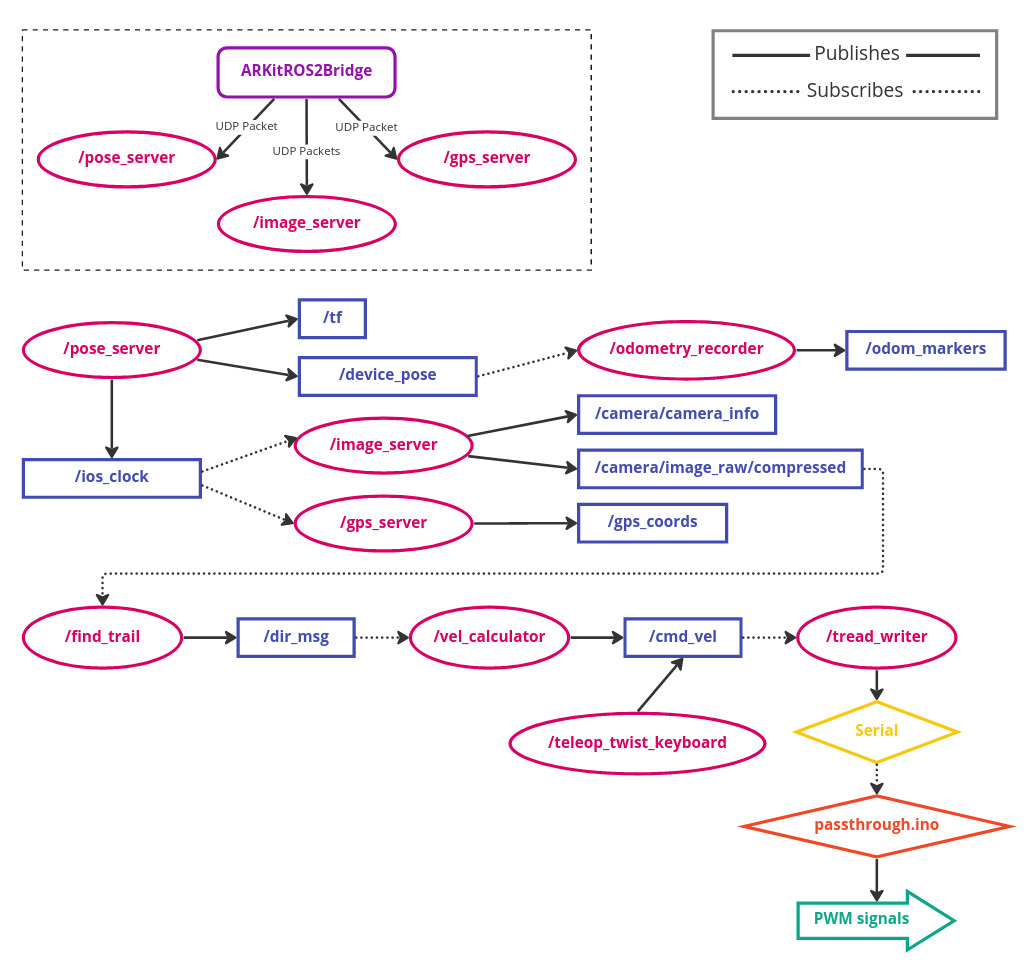 ARKitROS2Bridge
Publishes
Subscribes
UDP Packet
UDP Packets
UDP Packet
/pose_server
/gps_server
/image_server
/pose_server
/tf
/device_pose
/odometry_recorder
/odom_markers
/ios_clock
/image_server
/camera/camera_info
/camera/image_raw/compressed
/gps_server
/gps_coords
/find_trail
/dir_msg
/vel_calculator
/cmd_vel
/tread_writer
/teleop_twist_keyboard
Serial
passthrough.ino
PWM signals